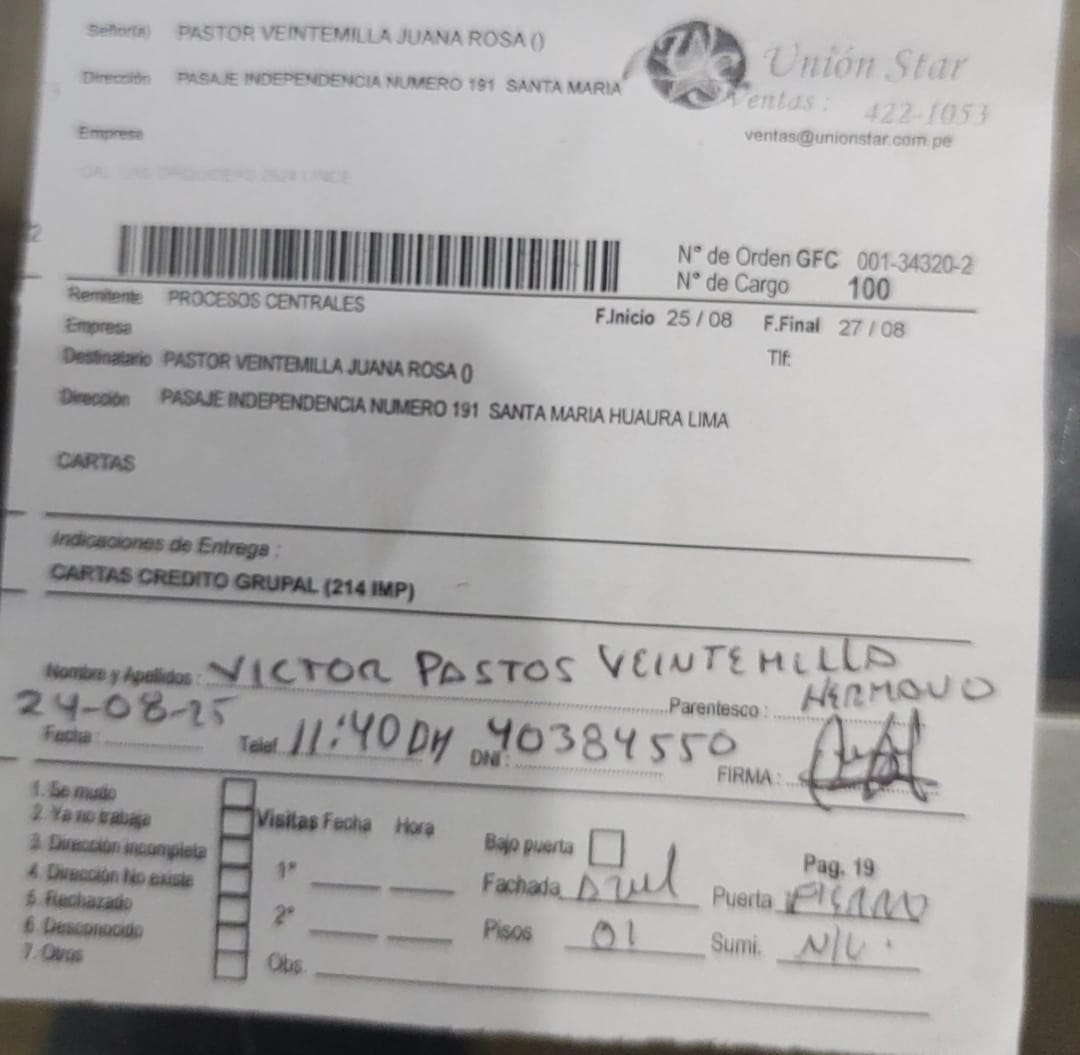 Señor(a) PASTOR VEINTEMILLA JUANA ROSA ()
Dirección PASAJE INDEPENDENCIA NUMERO 191 SANTA MARIA
Unión Star
Ventas : 422-1053
ventas@unionstar.com.pe
Empresa
N° de Orden GFC 001-34320-2
N° de Cargo 100
Remitente PROCESOS CENTRALES
F.Inicio 25 / 08 F.Final 27 / 08
Empresa
Tlf:
Destinatario PASTOR VEINTEMILLA JUANA ROSA ()
Dirección PASAJE INDEPENDENCIA NUMERO 191 SANTA MARIA HUAURA LIMA
CARTAS
Indicaciones de Entrega :
CARTAS CREDITO GRUPAL (214 IMP)
Nombre y Apellidos : VICTOR PASTOS VEINTEMILLA
Parentesco : HERMANO
Fecha : 24-08-25 Telef 11:40 DNI : 40384550 FIRMA :
1. Se mudo
2. Ya no trabaja
3. Dirección incompleta
4. Dirección No existe
5. Rechazado
6. Desconocido
7. Otros
Visitas Fecha Hora
1°
2°
Obs.
Bajo puerta
Pag. 19
Fachada AZUL Puerta FIERRO
Pisos 01 Sumi. N/V.